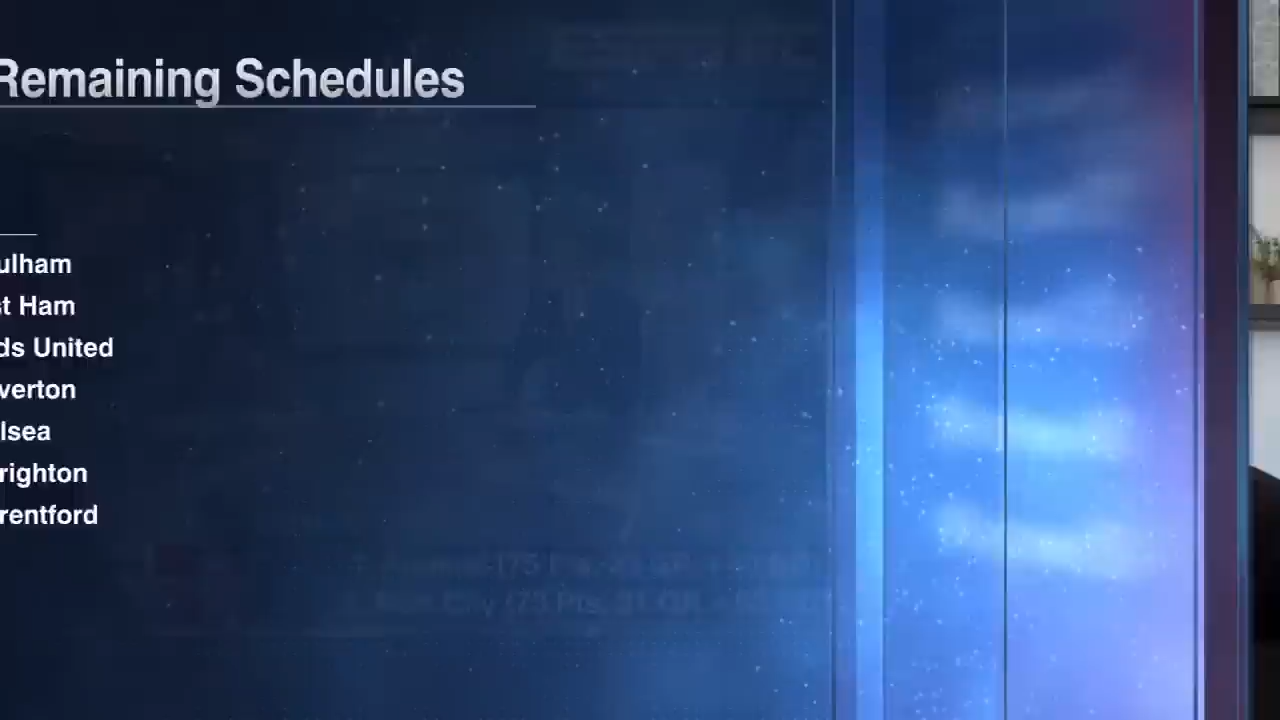 Remaining Schedules
ulham
st Ham
ds United
verton
lsea
righton
rentford